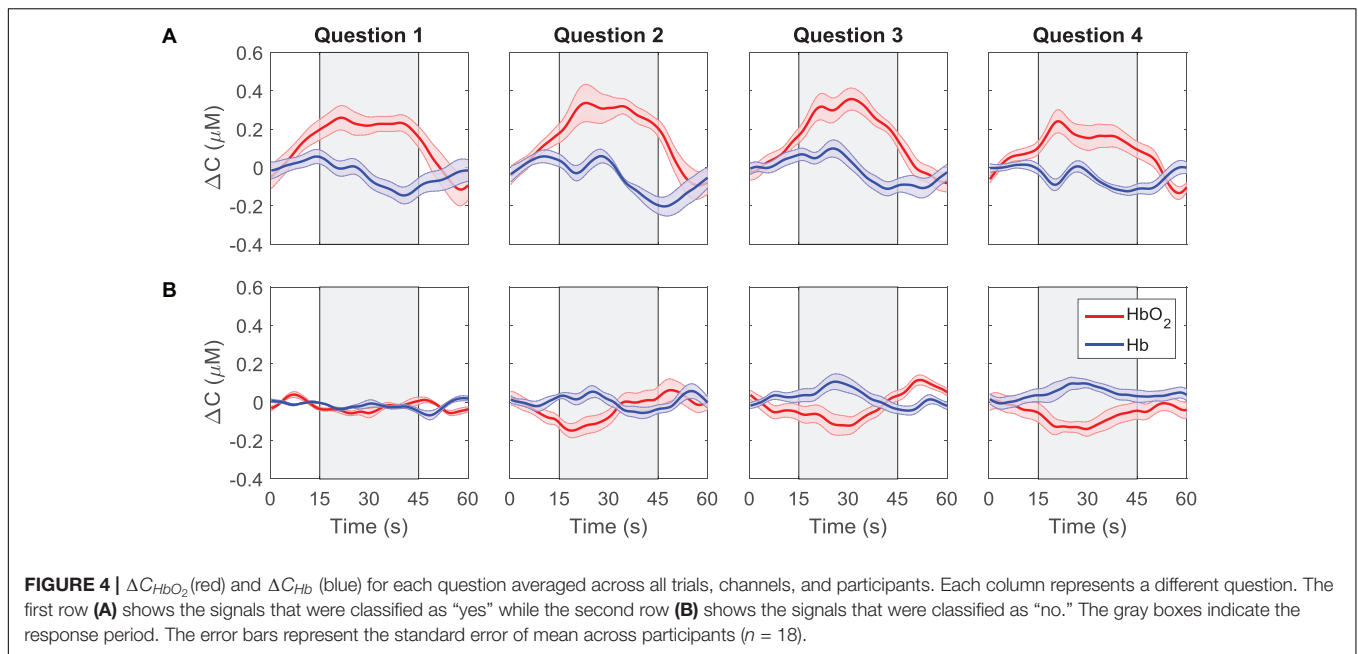 A
Question 1 Question 2 Question 3 Question 4
0.6
0.4
0.2
0
-0.2
-0.4
ΔC (μM)
B
0.6
0.4
0.2
0
-0.2
-0.4
ΔC (μM)
HbO2
Hb
0 15 30 45 60 0 15 30 45 60 0 15 30 45 60 0 15 30 45 60
Time (s) Time (s) Time (s) Time (s)
FIGURE 4 | ΔCHbO2 (red) and ΔCHb (blue) for each question averaged across all trials, channels, and participants. Each column represents a different question. The
first row (A) shows the signals that were classified as “yes” while the second row (B) shows the signals that were classified as “no.” The gray boxes indicate the
response period. The error bars represent the standard error of mean across participants (n = 18).